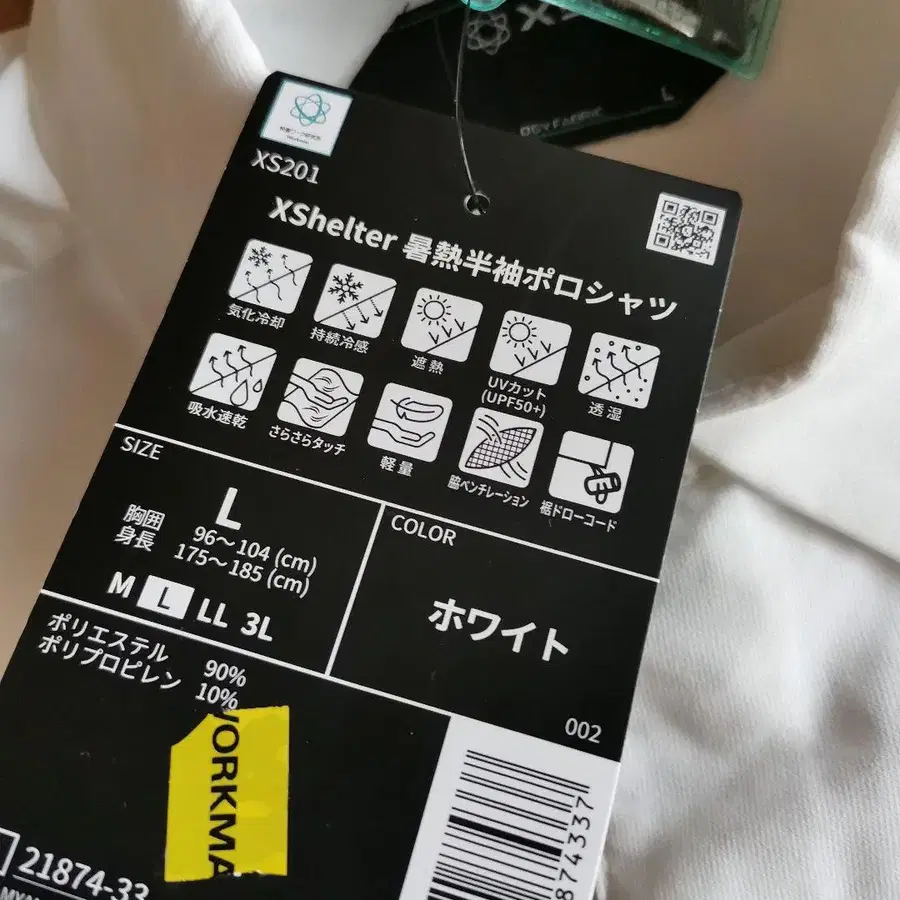 XS201
XShelter 暑熱半袖ポロシャツ
気化冷却
持続冷感
遮熱
UVカット
(UPF50+)
透湿
吸水速乾
さらさらタッチ
軽量
脇ベンチレーション
裾ドローコード
SIZE
L
胸囲 96〜104 (cm)
身長 175〜185 (cm)
M L LL 3L
COLOR
ホワイト
002
ポリエステル 90%
ポリプロピレン 10%
WORKMA
21874-33
874337
L